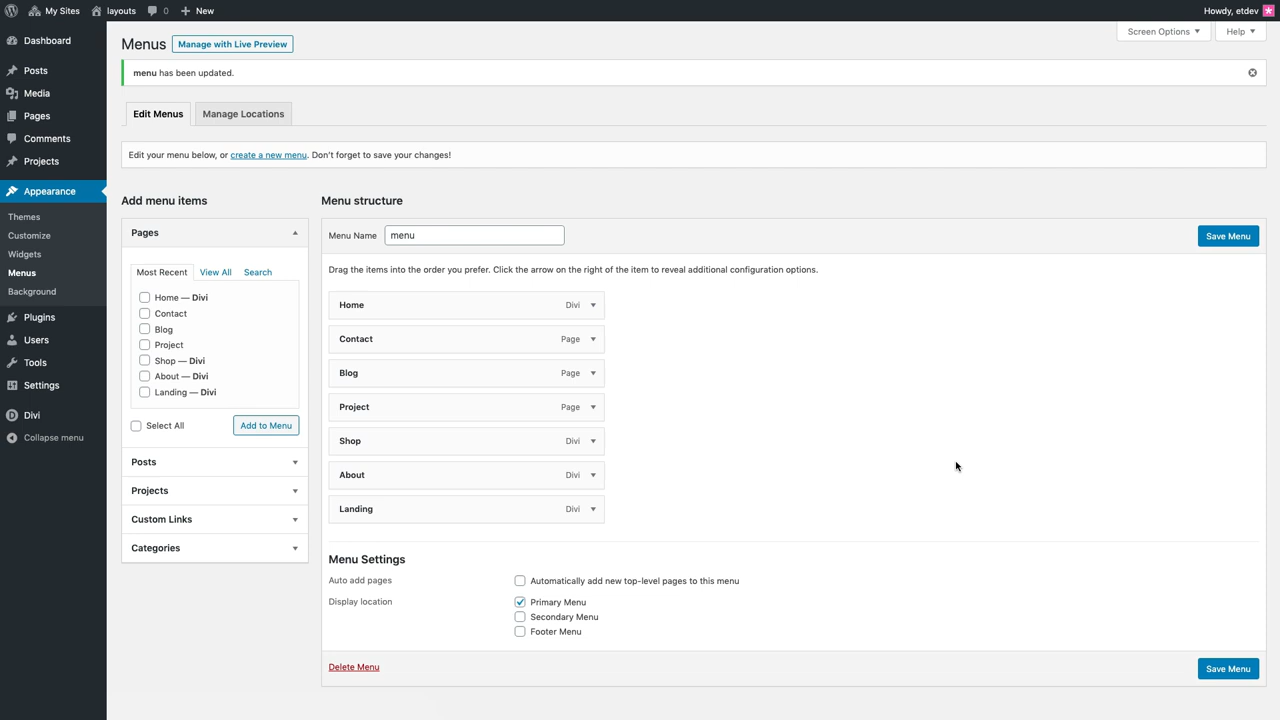 My Sites layouts 0 New Howdy, etdev
Dashboard
Posts
Media
Pages
Comments
Projects
Appearance
Themes
Customize
Widgets
Menus
Background
Plugins
Users
Tools
Settings
Divi
Collapse menu
Screen Options Help
Menus Manage with Live Preview
menu has been updated.
Edit Menus Manage Locations
Edit your menu below, or create a new menu. Don't forget to save your changes!
Add menu items
Pages
Most Recent View All Search
Home — Divi
Contact
Blog
Project
Shop — Divi
About — Divi
Landing — Divi
Select All Add to Menu
Posts
Projects
Custom Links
Categories
Menu structure
Menu Name menu Save Menu
Drag the items into the order you prefer. Click the arrow on the right of the item to reveal additional configuration options.
Home Divi
Contact Page
Blog Page
Project Page
Shop Divi
About Divi
Landing Divi
Menu Settings
Auto add pages Automatically add new top-level pages to this menu
Display location Primary Menu
Secondary Menu
Footer Menu
Delete Menu Save Menu